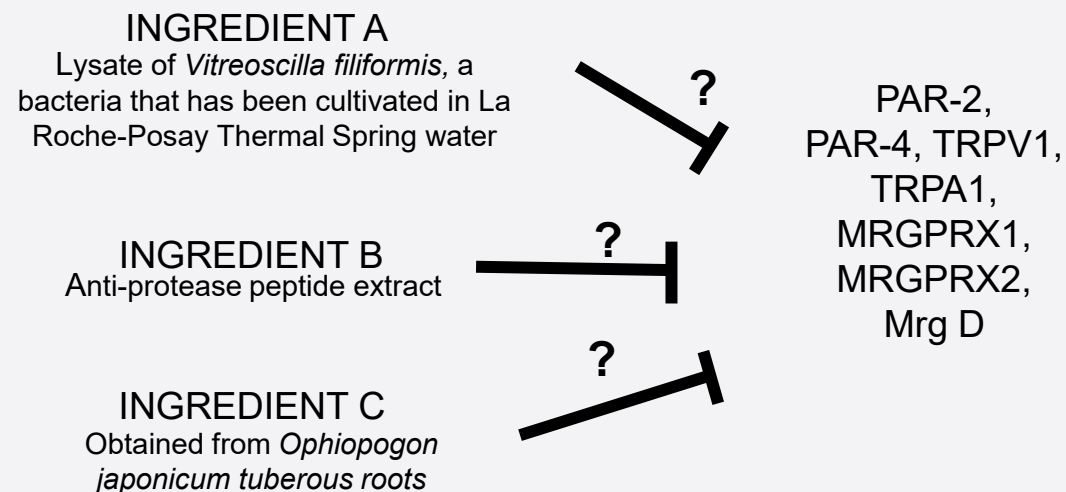 INGREDIENT A
Lysate of Vitreoscilla filiformis, a
bacteria that has been cultivated in La
Roche-Posay Thermal Spring water
?
INGREDIENT B
Anti-protease peptide extract
?
INGREDIENT C
Obtained from Ophiopogon
japonicum tuberous roots
?
PAR-2,
PAR-4, TRPV1,
TRPA1,
MRGPRX1,
MRGPRX2,
Mrg D